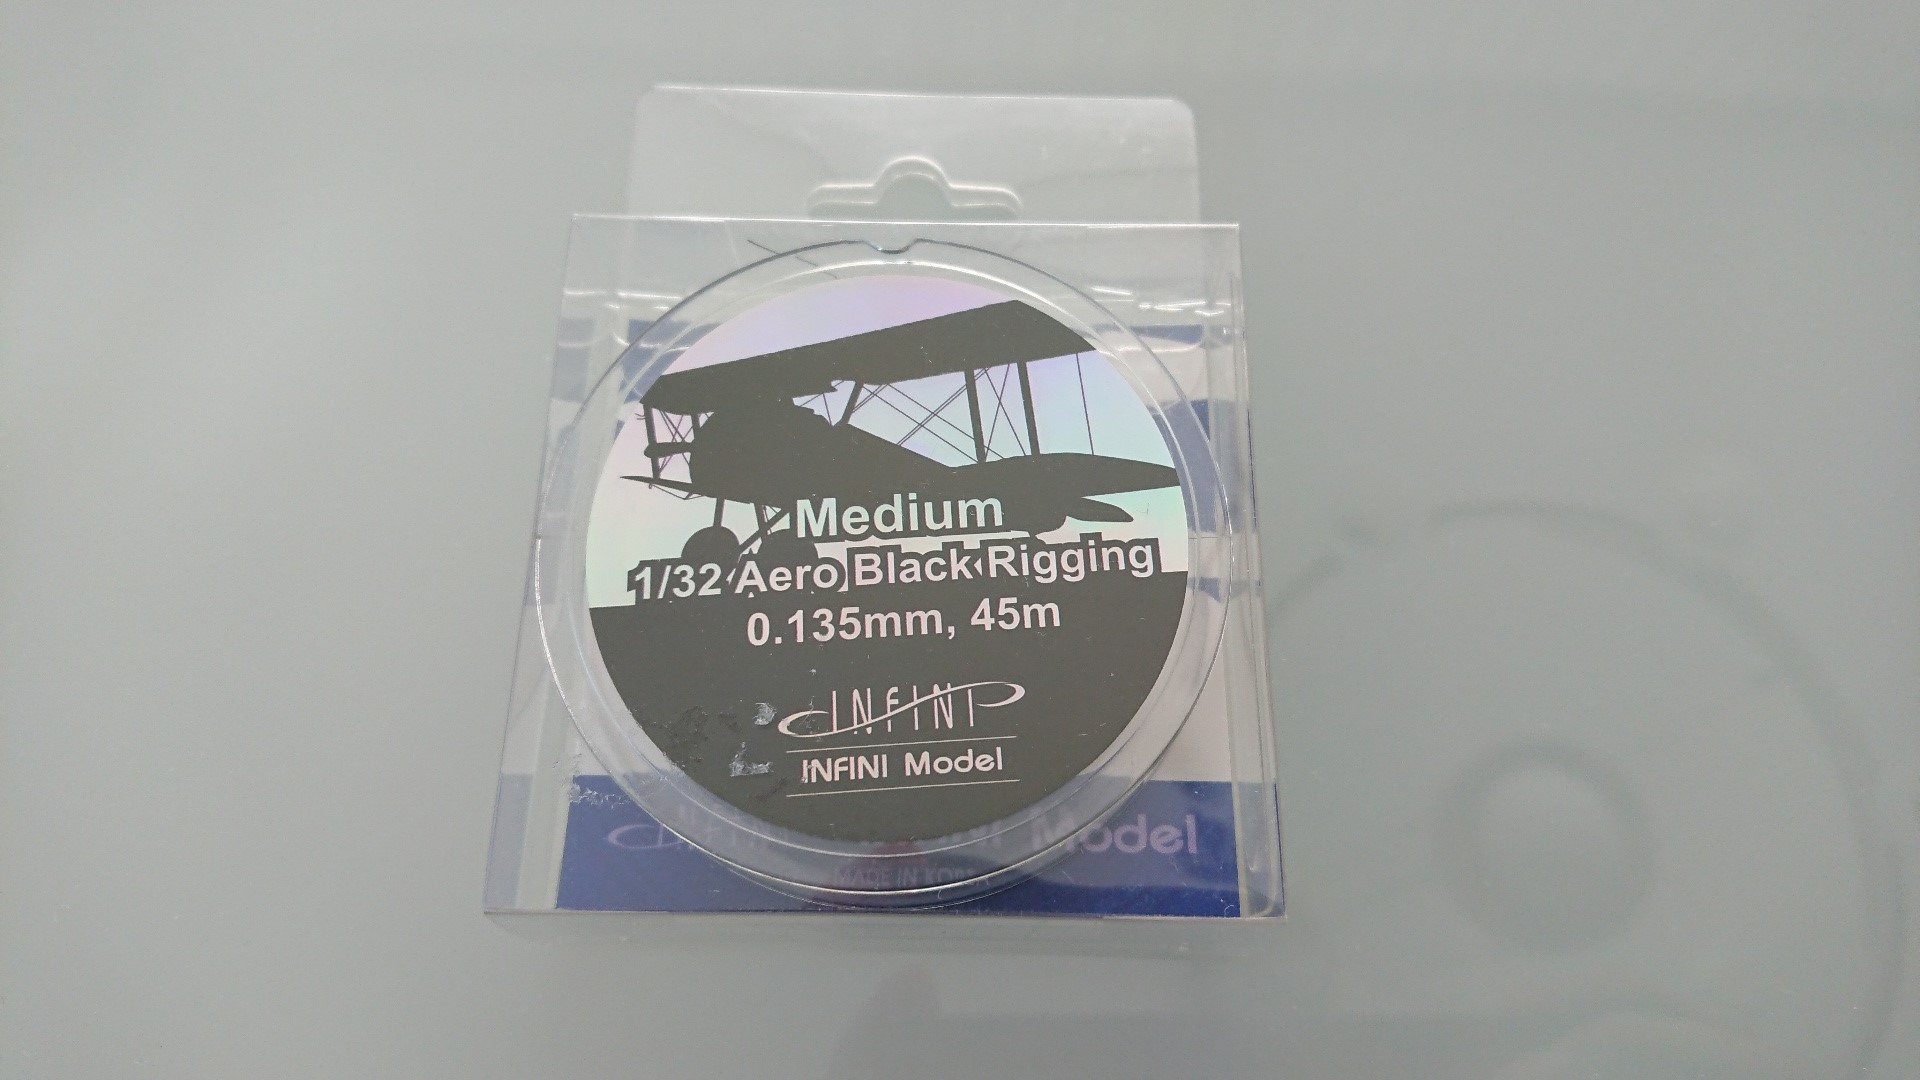 Medium
1/32 Aero Black Rigging
0.135mm, 45m
INFINI
INFINI Model
Model
MADE IN KOREA